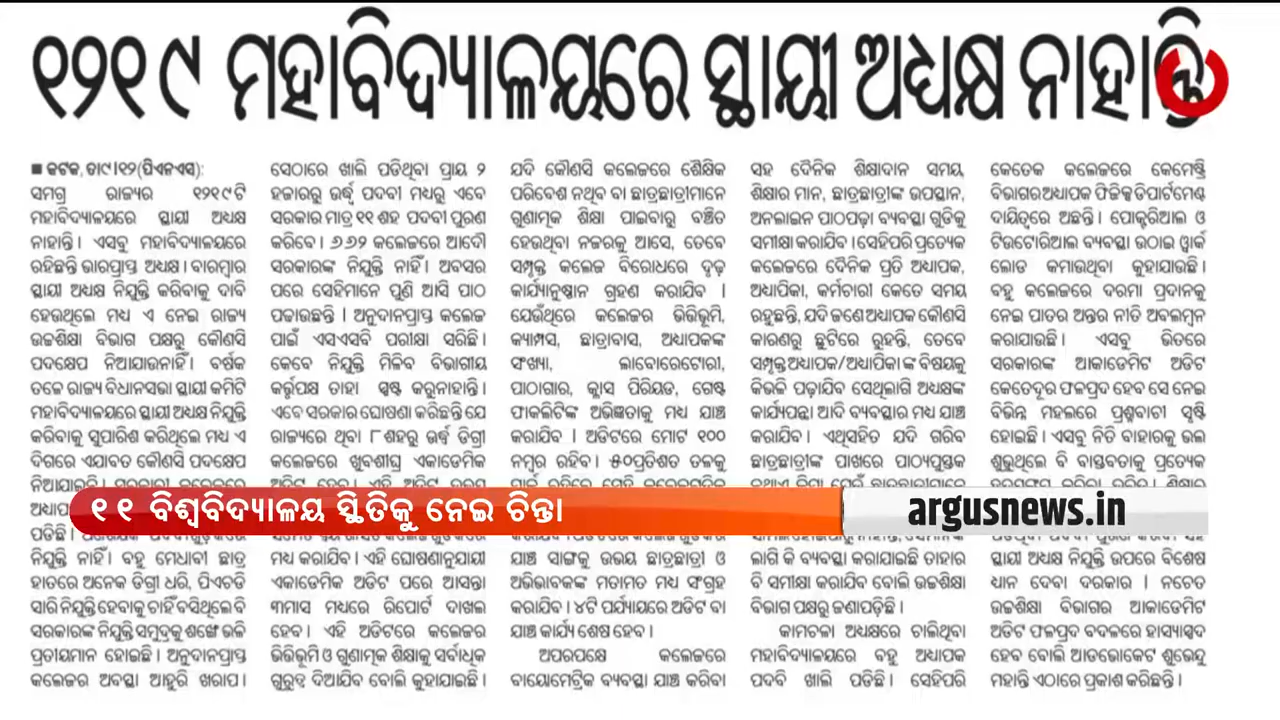 ୧୨୧୯ ମହାବିଦ୍ୟାଳୟରେ ସ୍ଥାୟୀ ଅଧ୍ୟକ୍ଷ ନାହାନ୍ତି
■ କଟକ, ତା୯।୧୨(ପିଏନଏସ):
ସମଗ୍ର ରାଜ୍ୟର ୧୨୧୯ଟି
ମହାବିଦ୍ୟାଳୟରେ ସ୍ଥାୟୀ ଅଧ୍ୟକ୍ଷ
ନାହାନ୍ତି। ଏସବୁ ମହାବିଦ୍ୟାଳୟରେ
ରହିଛନ୍ତି ଭାରପ୍ରାପ୍ତ ଅଧ୍ୟକ୍ଷ। ବାରମ୍ବାର
ସ୍ଥାୟୀ ଅଧ୍ୟକ୍ଷ ନିଯୁକ୍ତି କରିବାକୁ ଦାବି
ହେଉଥିଲେ ମଧ୍ୟ ଏ ନେଇ ରାଜ୍ୟ
ଉଚ୍ଚଶିକ୍ଷା ବିଭାଗ ପକ୍ଷରୁ କୌଣସି
ପଦକ୍ଷେପ ନିଆଯାଉନାହିଁ। ବର୍ଷକ
ତଳେ ରାଜ୍ୟ ବିଧାନସଭା ସ୍ଥାୟୀ କମିଟି
ମହାବିଦ୍ୟାଳୟରେ ସ୍ଥାୟୀ ଅଧ୍ୟକ୍ଷ ନିଯୁକ୍ତି
କରିବାକୁ ସୁପାରିଶ କରିଥିଲେ ମଧ୍ୟ ଏ
ଦିଗରେ ଏଯାବତ କୌଣସି ପଦକ୍ଷେପ
ପଡିଛି।
ନିଯୁକ୍ତି ନାହିଁ। ବହୁ ମେଧାବୀ ଛାତ୍ର
ହାତରେ ଅନେକ ଡିଗ୍ରୀ ଧରି, ପିଏଚଡି
ସାରି ନିଯୁକ୍ତି ହେବାକୁ ଚାହିଁ ବସିଥିଲେ ବି
ସରକାରଙ୍କ ନିଯୁକ୍ତି ସମୁଦ୍ରକୁ ଶଙ୍ଖେ ଭଳି
ପ୍ରତୀୟମାନ ହୋଇଛି। ଅନୁଦାନପ୍ରାପ୍ତ
କଲେଜର ଅବସ୍ଥା ଆହୁରି ଖରାପ।
ସେଠାରେ ଖାଲି ପଡିଥିବା ପ୍ରାୟ ୨
ହଜାରରୁ ଊର୍ଦ୍ଧ୍ୱ ପଦବୀ ମଧ୍ୟରୁ ଏବେ
ସରକାର ମାତ୍ର ୧୧ ଶହ ପଦବୀ ପୁରଣ
କରିବେ। ୬୬୨ କଲେଜରେ ଆଦୌ
ସରକାରଙ୍କ ନିଯୁକ୍ତି ନାହିଁ। ଅବସର
ପରେ ସେହିମାନେ ପୁଣି ଆସି ପାଠ
ପଢାଉଛନ୍ତି। ଅନୁଦାନପ୍ରାପ୍ତ କଲେଜ
ପାଇଁ ଏସଏସବି ପରୀକ୍ଷା ସରିଛି।
କେବେ ନିଯୁକ୍ତି ମିଳିବ ବିଭାଗୀୟ
କର୍ତ୍ତୃପକ୍ଷ ତାହା ସ୍ପଷ୍ଟ କରୁନାହାନ୍ତି।
ଏବେ ସରକାର ଘୋଷଣା କରିଛନ୍ତି ଯେ
ରାଜ୍ୟରେ ଥିବା ୮ଶହରୁ ଊର୍ଦ୍ଧ୍ୱ ଡିଗ୍ରୀ
କଲେଜରେ ଖୁବଶୀଘ୍ର ଏକାଡେମିକ
ମଧ୍ୟ କରାଯିବ। ଏହି ଘୋଷଣାନୁଯାୟୀ
ଏକାଡେମିକ ଅଡିଟ ପରେ ଆସନ୍ତା
୩ମାସ ମଧ୍ୟରେ ରିପୋର୍ଟ ଦାଖଲ
ହେବ। ଏହି ଅଡିଟରେ କଲେଜର
ଭିତ୍ତିଭୂମି ଓ ଗୁଣାତ୍ମକ ଶିକ୍ଷାକୁ ସର୍ବାଧିକ
ଗୁରୁତ୍ୱ ଦିଆଯିବ ବୋଲି କୁହାଯାଇଛି।
ଯଦି କୌଣସି କଲେଜରେ ଶୈକ୍ଷିକ
ପରିବେଶ ନଥିବ ବା ଛାତ୍ରଛାତ୍ରୀମାନେ
ଗୁଣାତ୍ମକ ଶିକ୍ଷା ପାଇବାରୁ ବଞ୍ଚିତ
ହେଉଥିବା ନଜରକୁ ଆସେ, ତେବେ
ସମ୍ପୃକ୍ତ କଲେଜ ବିରୋଧରେ ଦୃଢ଼
କାର୍ଯ୍ୟାନୁଷ୍ଠାନ ଗ୍ରହଣ କରାଯିବ।
ଯେଉଁଥିରେ କଲେଜର ଭିତ୍ତିଭୂମି,
କ୍ୟାମ୍ପସ, ଛାତ୍ରାବାସ, ଅଧ୍ୟାପକଙ୍କ
ସଂଖ୍ୟା, ଲାବୋରେଟୋରୀ,
ପାଠାଗାର, କ୍ଲାସ ପିରିୟଡ, ଗେଷ୍ଟ
ଫାକଲିଟିଙ୍କ ଅଭିଜ୍ଞତାକୁ ମଧ୍ୟ ଯାଞ୍ଚ
କରାଯିବ। ଅଡିଟରେ ମୋଟ ୧୦୦
ନମ୍ବର ରହିବ। ୫୦ପ୍ରତିଶତ ତଳକୁ
ଯାଞ୍ଚ ସାଙ୍ଗକୁ ଉଭୟ ଛାତ୍ରଛାତ୍ରୀ ଓ
ଅଭିଭାବକଙ୍କ ମତାମତ ମଧ୍ୟ ସଂଗ୍ରହ
କରାଯିବ। ୪ଟି ପର୍ଯ୍ୟାୟରେ ଅଡିଟ ବା
ଯାଞ୍ଚ କାର୍ଯ୍ୟ ଶେଷ ହେବ।
ଅପରପକ୍ଷେ କଲେଜରେ
ବାୟୋମେଟ୍ରିକ ବ୍ୟବସ୍ଥା ଯାଞ୍ଚ କରିବା
ସହ ଦୈନିକ ଶିକ୍ଷାଦାନ ସମୟ,
ଶିକ୍ଷାର ମାନ, ଛାତ୍ରଛାତ୍ରୀଙ୍କ ଉପସ୍ଥାନ,
ଅନଲାଇନ ପାଠପଢ଼ା ବ୍ୟବସ୍ଥା ଗୁଡିକୁ
ସମୀକ୍ଷା କରାଯିବ। ସେହିପରି ପ୍ରତ୍ୟେକ
କଲେଜରେ ଦୈନିକ ପ୍ରତି ଅଧ୍ୟାପକ,
ଅଧ୍ୟାପିକା, କର୍ମଚାରୀ କେତେ ସମୟ
ରହୁଛନ୍ତି, ଯଦି ଜଣେ ଅଧ୍ୟାପକ କୌଣସି
କାରଣରୁ ଛୁଟିରେ ରୁହନ୍ତି, ତେବେ
ସମ୍ପୃକ୍ତ ଅଧ୍ୟାପକ/ଅଧ୍ୟାପିକାଙ୍କ ବିଷୟକୁ
କିଭଳି ପଢ଼ାଯିବ ସେଥିଲାଗି ଅଧ୍ୟକ୍ଷଙ୍କ
କାର୍ଯ୍ୟପନ୍ଥା ଆଦି ବ୍ୟବସ୍ଥାର ମଧ୍ୟ ଯାଞ୍ଚ
କରାଯିବ। ଏଥିସହିତ ଯଦି ଗରିବ
ଛାତ୍ରଛାତ୍ରୀଙ୍କ ପାଖରେ ପାଠ୍ୟପୁସ୍ତକ
ଲାଗି କି ବ୍ୟବସ୍ଥା କରାଯାଇଛି ତାହାର
ବି ସମୀକ୍ଷା କରାଯିବ ବୋଲି ଉଚ୍ଚଶିକ୍ଷା
ବିଭାଗ ପକ୍ଷରୁ ଜଣାପଡ଼ିଛି।
କାମଚଳା ଅଧ୍ୟକ୍ଷରେ ଚାଲିଥିବା
ମହାବିଦ୍ୟାଳୟରେ ବହୁ ଅଧ୍ୟାପକ
ପଦବି ଖାଲି ପଡିଛି। ସେହିପରି
କେତେକ କଲେଜରେ କେମେଷ୍ଟ୍ରି
ବିଭାଗର ଅଧ୍ୟାପକ ଫିଜିକ୍ସ ଡିପାର୍ଟମେଣ୍ଟ
ଦାୟିତ୍ୱରେ ଅଛନ୍ତି। ପୋକ୍ଟରିଆଲ ଓ
ଟିଉଟୋରିଆଲ ବ୍ୟବସ୍ଥା ଉଠାଇ ୱାର୍କ
ଲୋଡ କମାଉଥିବା କୁହାଯାଉଛି।
ବହୁ କଲେଜରେ ଦରମା ପ୍ରଦାନକୁ
ନେଇ ପାତର ଅନ୍ତର ନୀତି ଅବଲମ୍ବନ
କରାଯାଇଛି। ଏସବୁ ଭିତରେ
ସରକାରଙ୍କ ଆକାଡେମିଟ ଅଡିଟ
କେତେଦୂର ଫଳପ୍ରଦ ହେବ ସେ ନେଇ
ବିଭିନ୍ନ ମହଲରେ ପ୍ରଶ୍ନବାଚୀ ସୃଷ୍ଟି
ହୋଇଛି। ଏସବୁ ନିତି ବାହାରକୁ ଭଲ
ଶୁଭୁଥିଲେ ବି ବାସ୍ତବତାକୁ ପ୍ରତ୍ୟେକ
ସ୍ଥାୟୀ ଅଧ୍ୟକ୍ଷ ନିଯୁକ୍ତି ଉପରେ ବିଶେଷ
ଧ୍ୟାନ ଦେବା ଦରକାର। ନଚେତ
ଉଚ୍ଚଶିକ୍ଷା ବିଭାଗର ଆକାଡେମିଟ
ଅଡିଟ ଫଳପ୍ରଦ ବଦଳରେ ହାସ୍ୟାସ୍ପଦ
ହେବ ବୋଲି ଆଡଭୋକେଟ ଶୁଭେନ୍ଦୁ
ମହାନ୍ତି ଏଠାରେ ପ୍ରକାଶ କରିଛନ୍ତି।
୧୧ ବିଶ୍ୱବିଦ୍ୟାଳୟ ସ୍ଥିତିକୁ ନେଇ ଚିନ୍ତା
argusnews.in